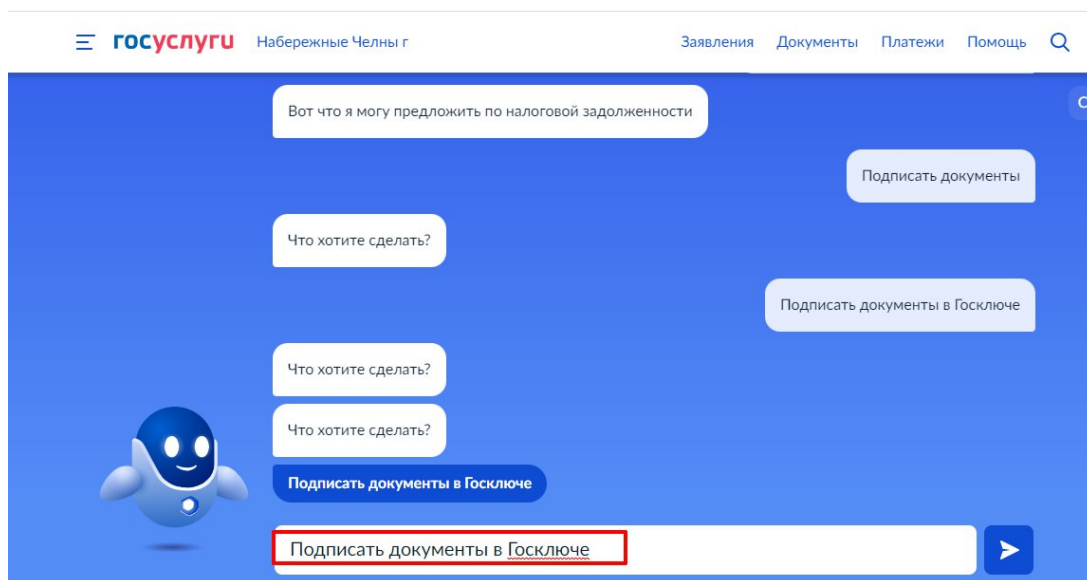 госуслуги Набережные Челны г Заявления Документы Платежи Помощь
Вот что я могу предложить по налоговой задолженности
Подписать документы
Что хотите сделать?
Подписать документы в Госключе
Что хотите сделать?
Что хотите сделать?
Подписать документы в Госключе
Подписать документы в Госключе